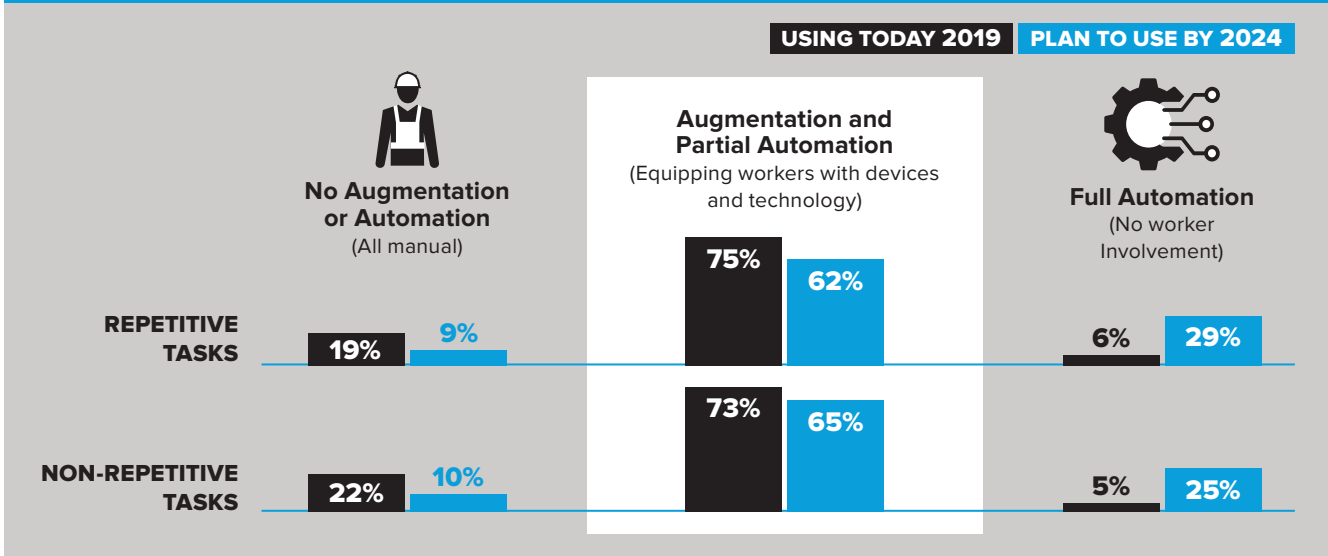 USING TODAY 2019
PLAN TO USE BY 2024
No Augmentation
or Automation
(All manual)
Augmentation and
Partial Automation
(Equipping workers with devices
and technology)
Full Automation
(No worker
Involvement)
REPETITIVE
TASKS
19%
9%
75%
62%
6%
29%
NON-REPETITIVE
TASKS
22%
10%
73%
65%
5%
25%